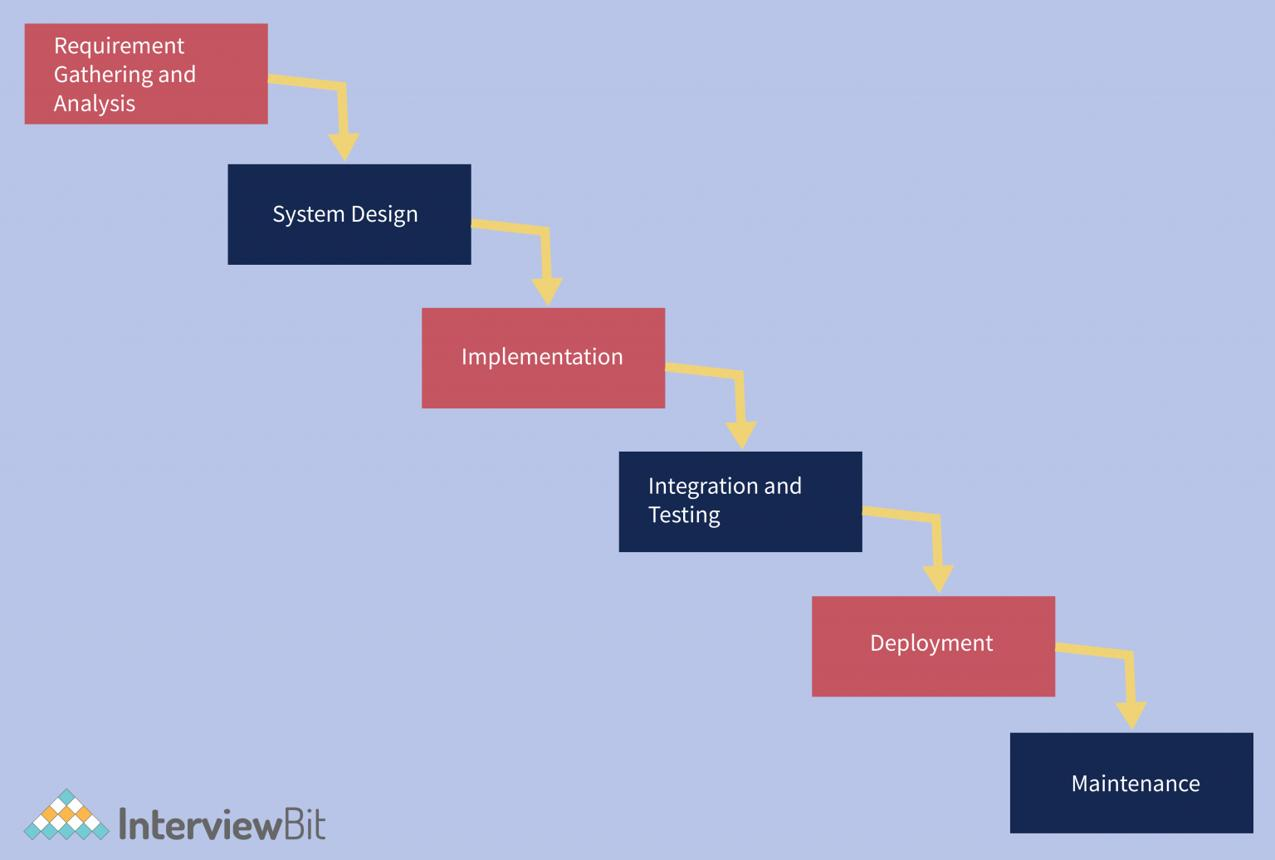 Requirement
Gathering and
Analysis
System Design
Implementation
Integration and
Testing
Deployment
Maintenance
InterviewBit